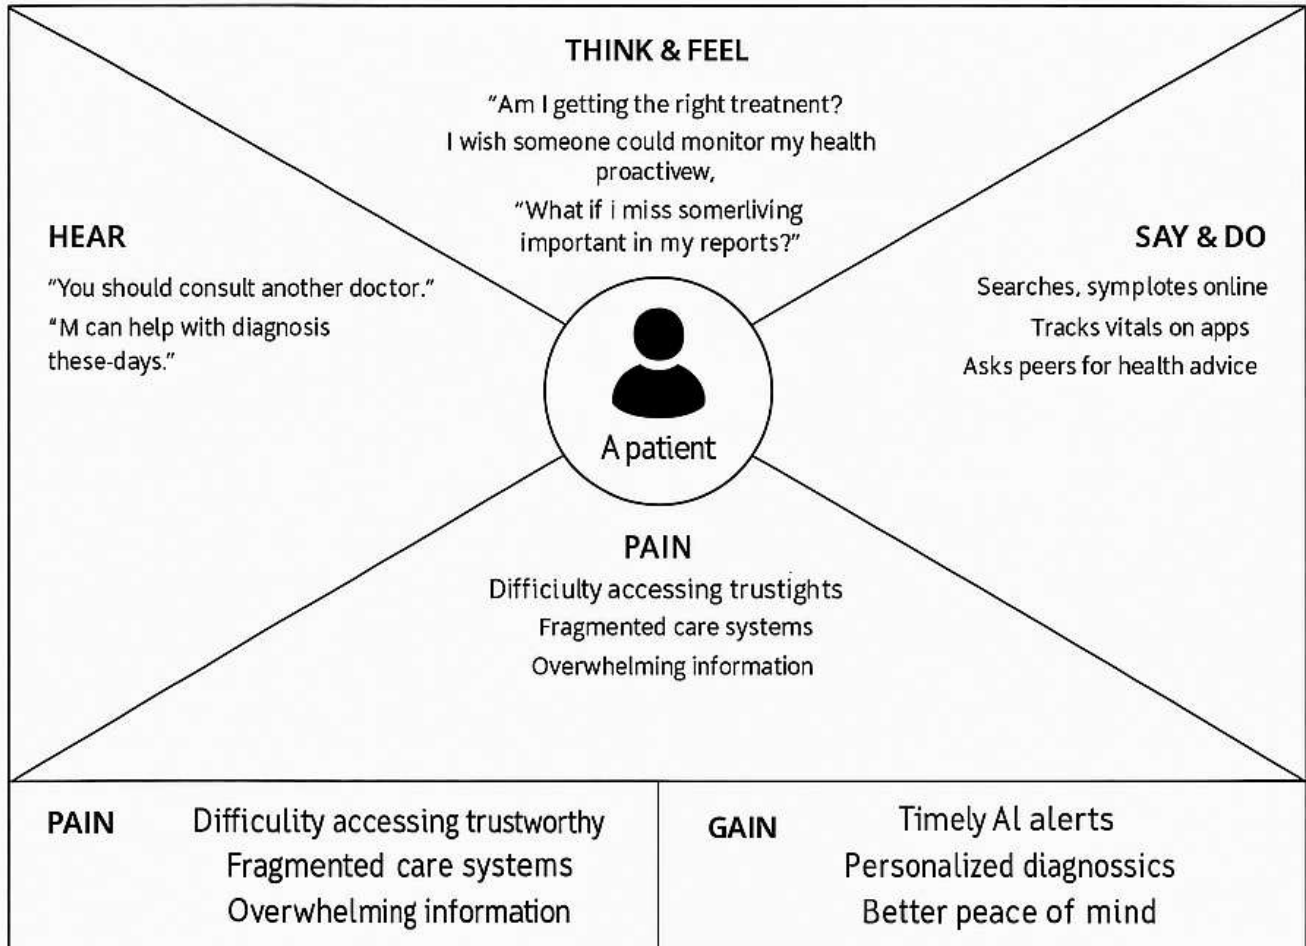 THINK & FEEL
"Am I getting the right treatnent?
I wish someone could monitor my health
proactivew,
"What if i miss somerliving
important in my reports?"
HEAR
"You should consult another doctor."
"M can help with diagnosis
these-days."
SAY & DO
Searches, symplotes online
Tracks vitals on apps
Asks peers for health advice
A patient
PAIN
Difficiulty accessing trustights
Fragmented care systems
Overwhelming information
PAIN
Difficulity accessing trustworthy
Fragmented care systems
Overwhelming information
GAIN
Timely Al alerts
Personalized diagnossics
Better peace of mind